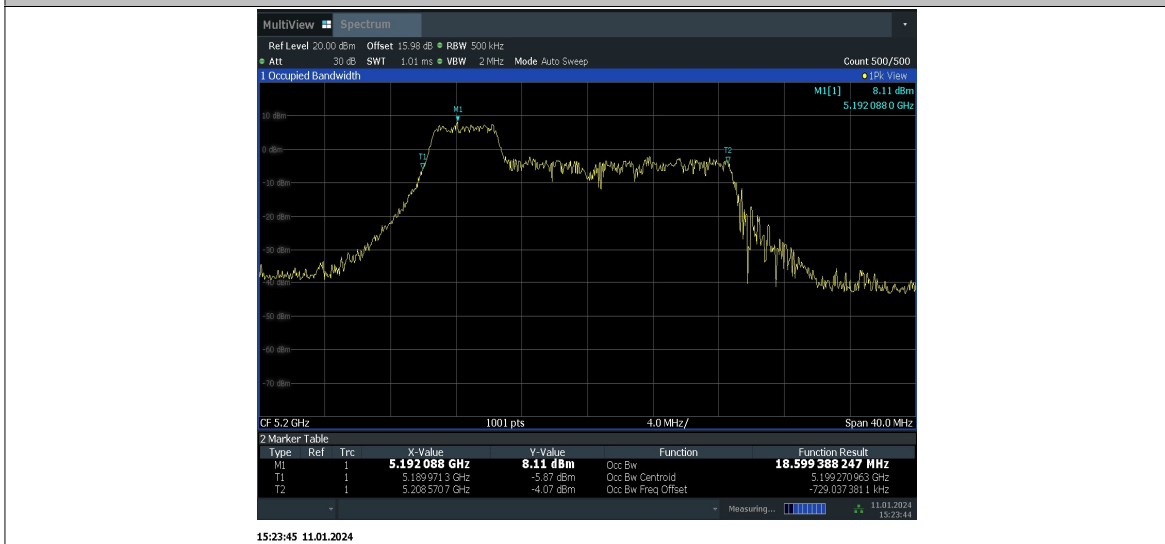 MultiView Spectrum
Ref Level 20.00 dBm Offset 15.98 dB RBW 500 kHz
Att 30 dB SWT 1.01 ms VBW 2 MHz Mode Auto Sweep Count 500/500
1 Occupied Bandwidth 1Pk View
M1[1] 8.11 dBm
5.192 088 0 GHz
M1
10 dBm
0 dBm
T1
T2
-10 dBm
-20 dBm
-30 dBm
-40 dBm
-50 dBm
-60 dBm
-70 dBm
CF 5.2 GHz 1001 pts 4.0 MHz/ Span 40.0 MHz
2 Marker Table
Type Ref Trc X-Value Y-Value Function Function Result
M1 1 5.192 088 GHz 8.11 dBm Occ Bw 18.599 388 247 MHz
T1 1 5.189 971 3 GHz -5.87 dBm Occ Bw Centroid 5.199 270 963 GHz
T2 1 5.208 570 7 GHz -4.07 dBm Occ Bw Freq Offset -729.037 381 1 kHz
Measuring... 11.01.2024
15:23:44
15:23:45 11.01.2024